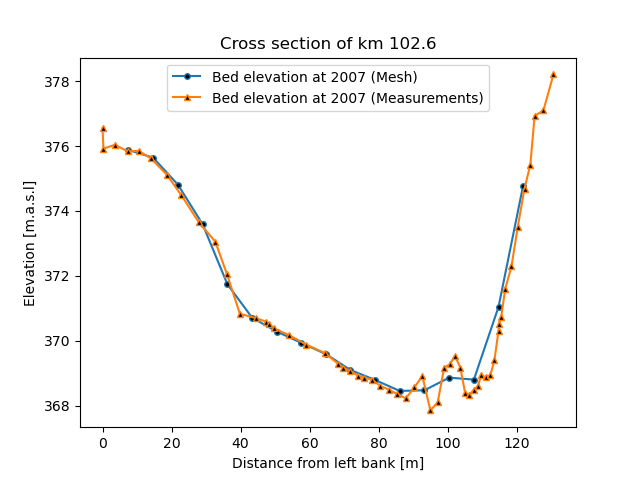 Cross section of km 102.6
Bed elevation at 2007 (Mesh)
Bed elevation at 2007 (Measurements)
Elevation [m.a.s.l]
378
376
374
372
370
368
0 20 40 60 80 100 120
Distance from left bank [m]